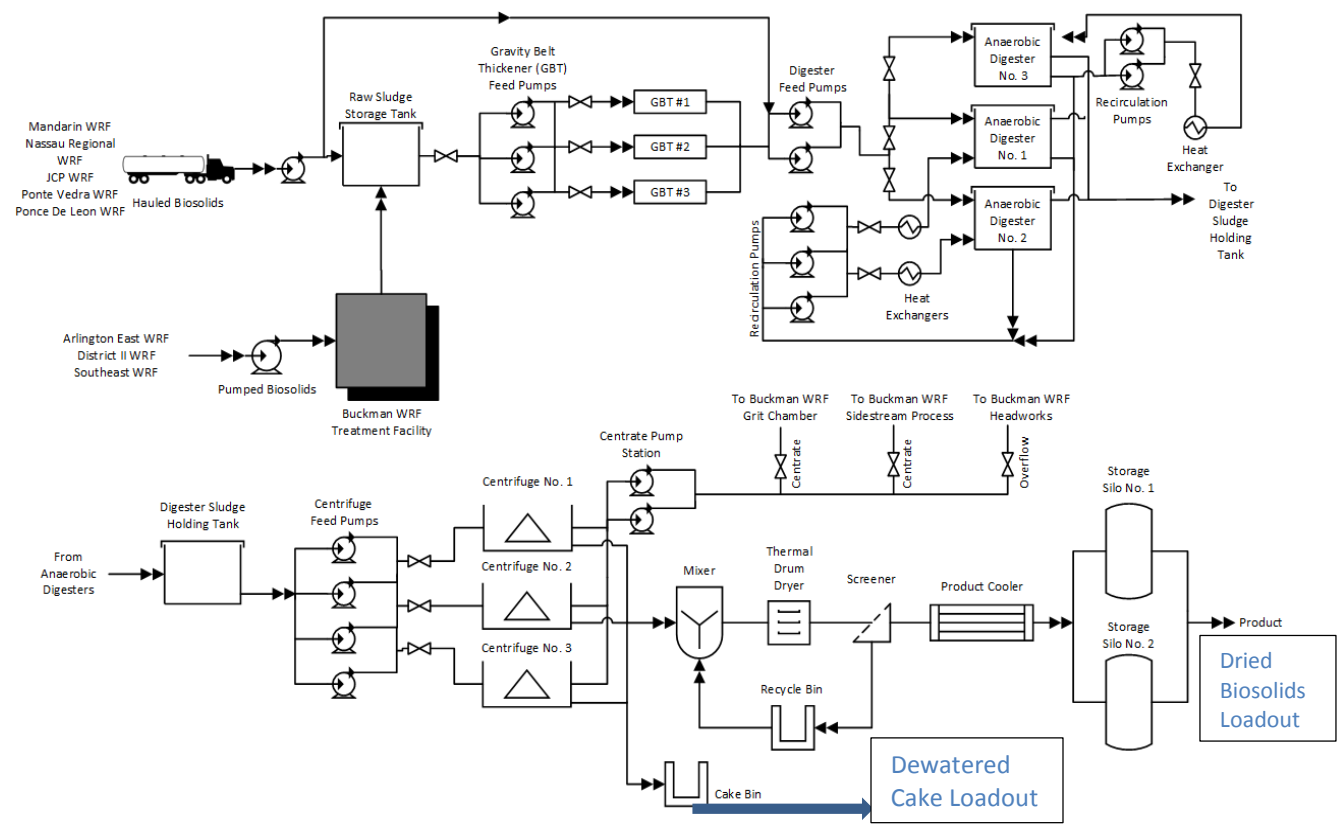 Mandarin WRF
Nassau Regional
WRF
JCP WRF
Ponte Vedra WRF
Ponce De Leon WRF
Hauled Biosolids
Raw Sludge
Storage Tank
Gravity Belt
Thickener (GBT)
Feed Pumps
GBT #1
GBT #2
GBT #3
Digester
Feed Pumps
Anaerobic
Digester
No. 3
Anaerobic
Digester
No. 1
Anaerobic
Digester
No. 2
Recirculation
Pumps
Heat
Exchanger
To
Digester
Sludge
Holding
Tank
Recirculation Pumps
Heat
Exchangers
Arlington East WRF
District II WRF
Southeast WRF
Pumped Biosolids
Buckman WRF
Treatment Facility
To Buckman WRF
Grit Chamber
To Buckman WRF
Sidestream Process
To Buckman WRF
Headworks
Centrate
Centrate
Overflow
Centrate Pump
Station
From
Anaerobic
Digesters
Digester Sludge
Holding Tank
Centrifuge
Feed Pumps
Centrifuge No. 1
Centrifuge No. 2
Centrifuge No. 3
Mixer
Thermal
Drum
Dryer
Screener
Product Cooler
Recycle Bin
Storage
Silo No. 1
Storage
Silo No. 2
Product
Dried
Biosolids
Loadout
Cake Bin
Dewatered
Cake Loadout